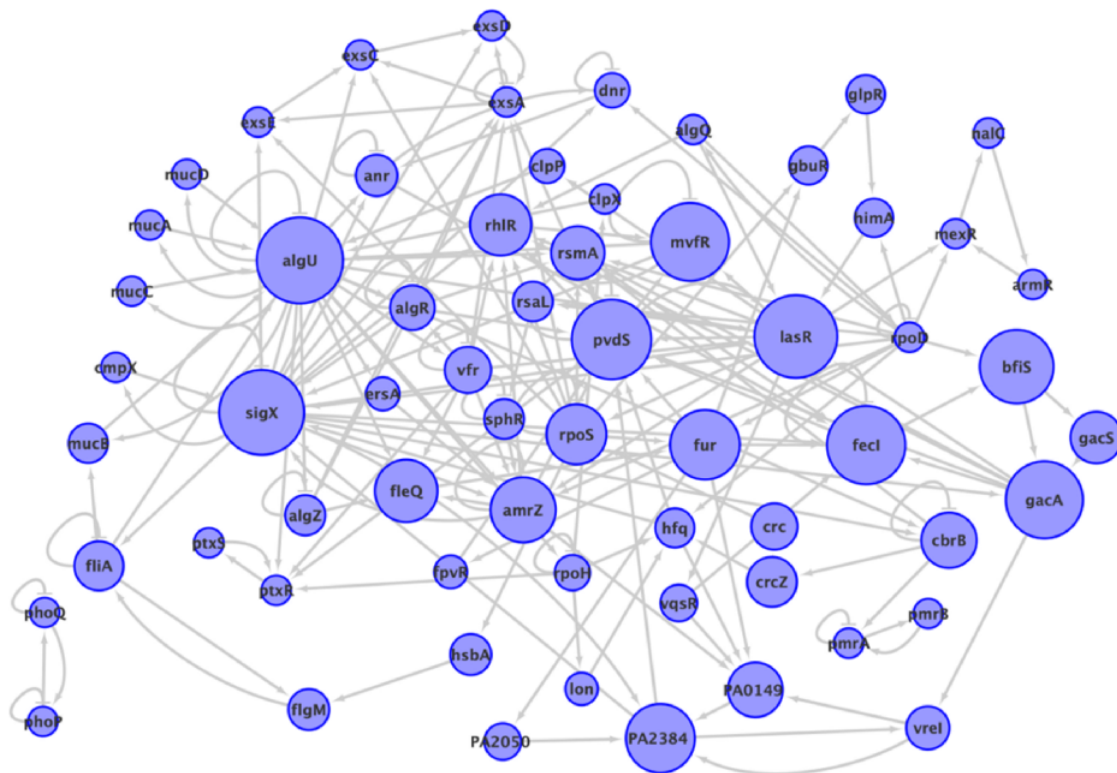 exsD
exsC
exsA
dnr
glpR
exsE
algQ
halC
mucD
anr
clpP
gbuR
clpX
mucA
rhlR
himA
mexR
algU
rsmA
mvfR
mucC
armR
algR
rsaL
pvdS
lasR
rpoD
cmpX
vfr
bfiS
ersA
sigX
sphR
mucB
rpoS
fur
fecI
gacS
fleQ
amrZ
gacA
algZ
hfq
crc
cbrB
ptxS
fliA
ptxR
fpvR
rpoH
crcZ
phoQ
vqsR
pmrB
pmrA
hsbA
lon
PA0149
phoP
flgM
PA2050
PA2384
vreI